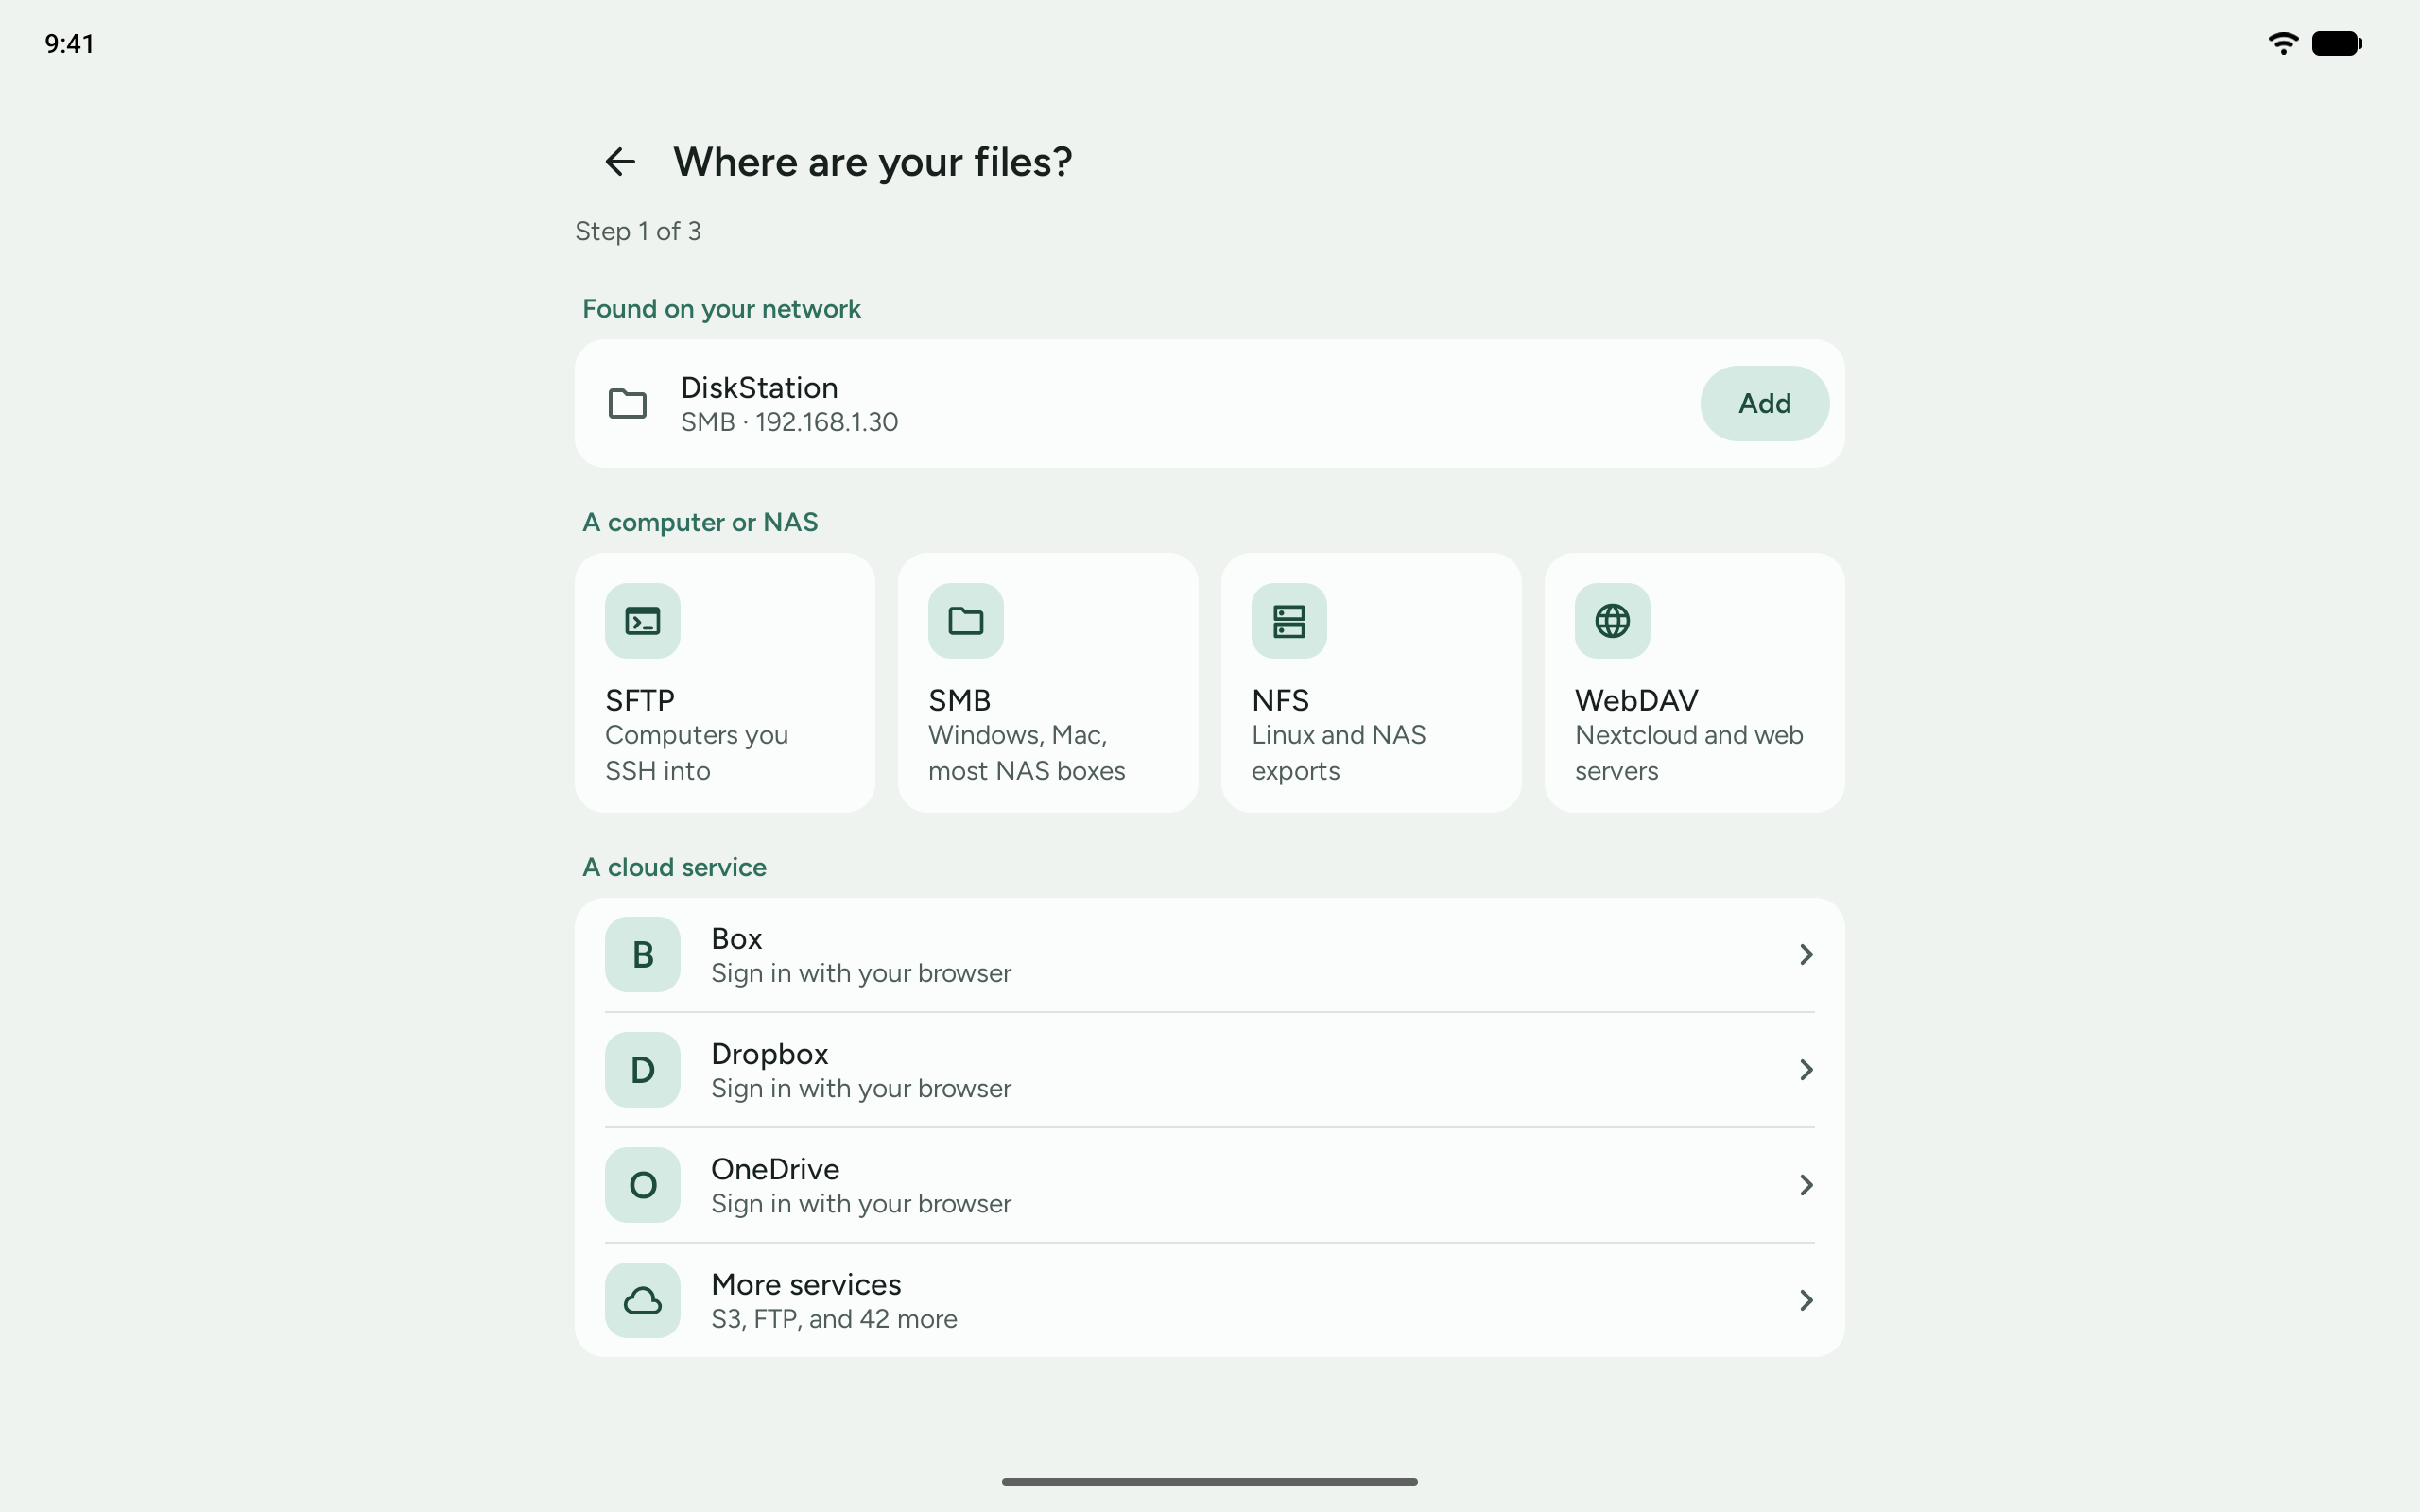 9:41
Where are your files?
Step 1 of 3
Found on your network
DiskStation
SMB · 192.168.1.30
Add
A computer or NAS
SFTP
Computers you
SSH into
SMB
Windows, Mac,
most NAS boxes
NFS
Linux and NAS
exports
WebDAV
Nextcloud and web
servers
A cloud service
B
Box
Sign in with your browser
D
Dropbox
Sign in with your browser
O
OneDrive
Sign in with your browser
More services
S3, FTP, and 42 more